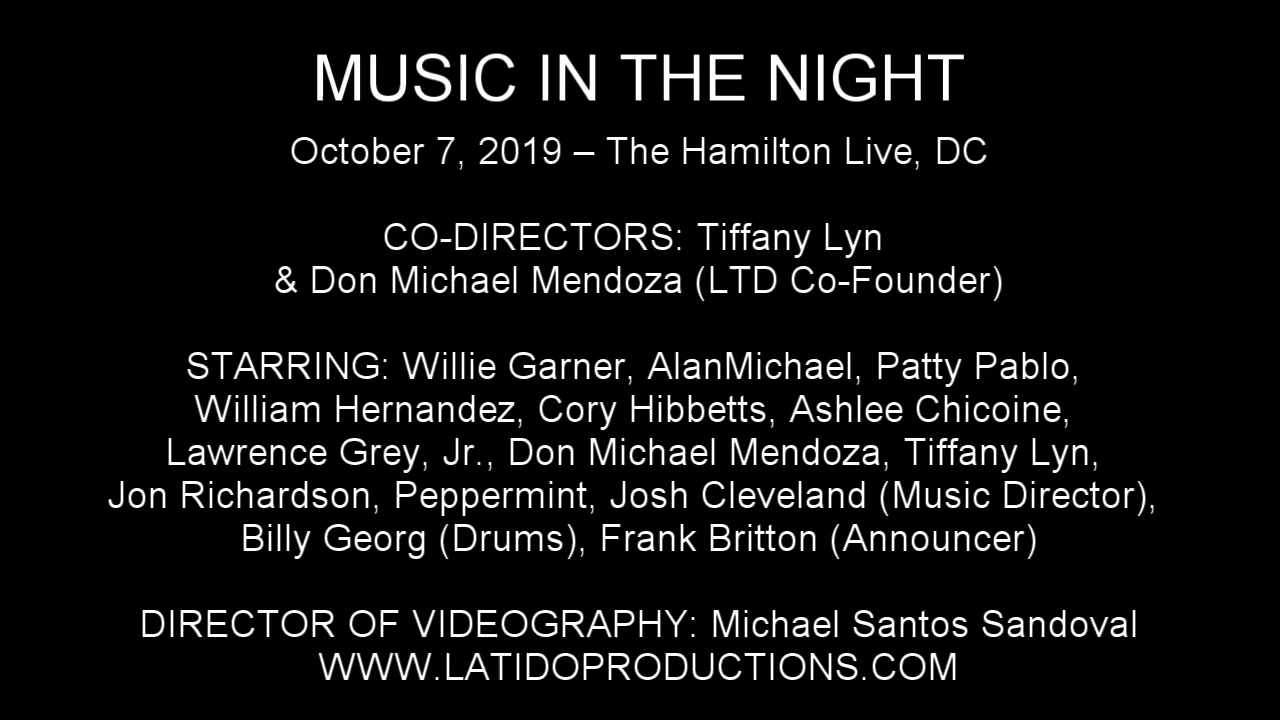 MUSIC IN THE NIGHT
October 7, 2019 – The Hamilton Live, DC
CO-DIRECTORS: Tiffany Lyn
& Don Michael Mendoza (LTD Co-Founder)
STARRING: Willie Garner, AlanMichael, Patty Pablo,
William Hernandez, Cory Hibbetts, Ashlee Chicoine,
Lawrence Grey, Jr., Don Michael Mendoza, Tiffany Lyn,
Jon Richardson, Peppermint, Josh Cleveland (Music Director),
Billy Georg (Drums), Frank Britton (Announcer)
DIRECTOR OF VIDEOGRAPHY: Michael Santos Sandoval
WWW.LATIDOPRODUCTIONS.COM